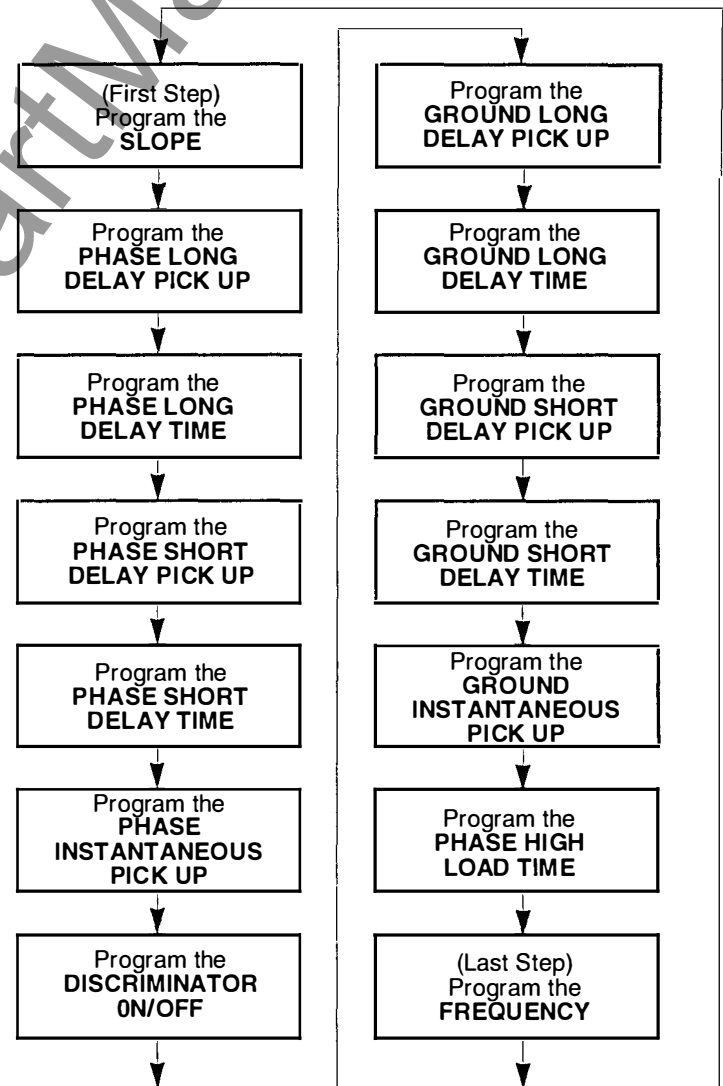 (First Step)
Program the
SLOPE
Program the
PHASE LONG
DELAY PICK UP
Program the
PHASE LONG
DELAY TIME
Program the
PHASE SHORT
DELAY PICK UP
Program the
PHASE SHORT
DELAY TIME
Program the
PHASE
INSTANTANEOUS
PICK UP
Program the
DISCRIMINATOR
0N/OFF
Program the
GROUND LONG
DELAY PICK UP
Program the
GROUND LONG
DELAY TIME
Program the
GROUND SHORT
DELAY PICK UP
Program the
GROUND SHORT
DELAY TIME
Program the
GROUND
INSTANTANEOUS
PICK UP
Program the
PHASE HIGH
LOAD TIME
(Last Step)
Program the
FREQUENCY